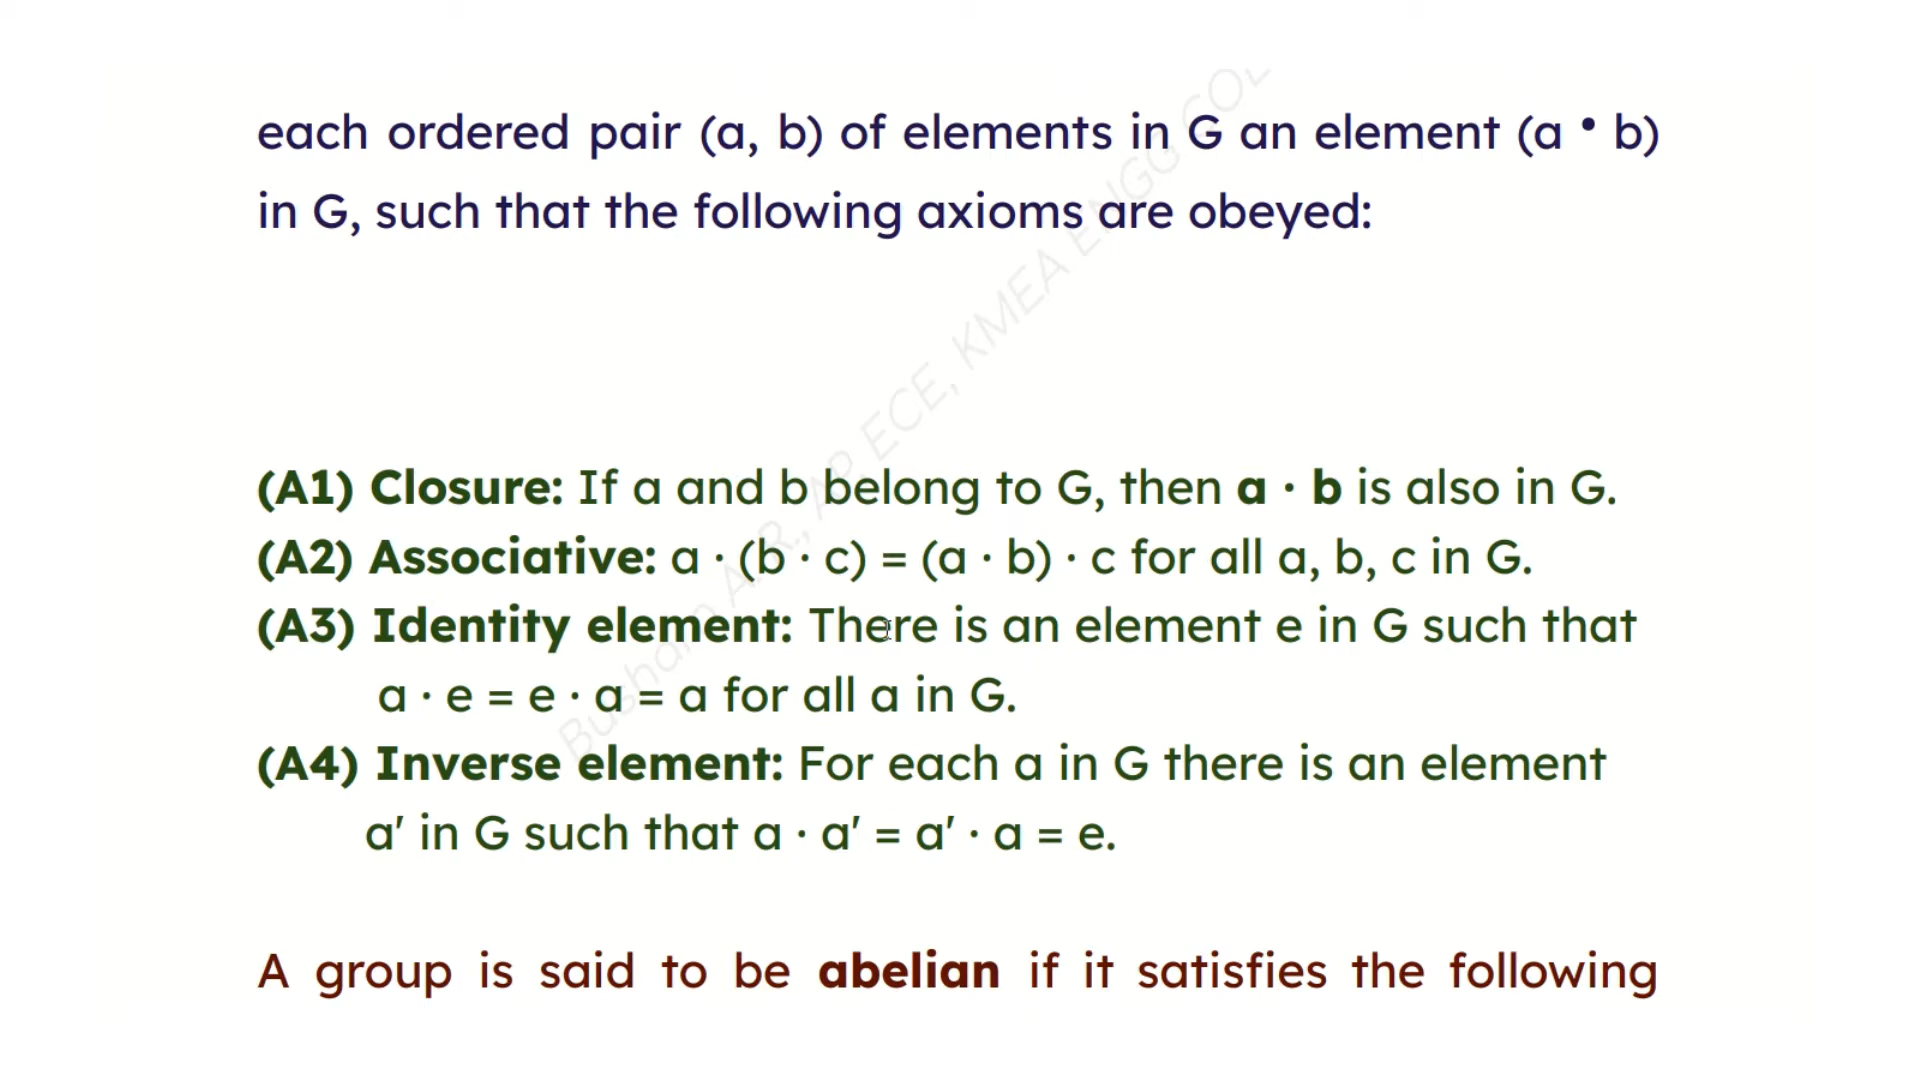 each ordered pair (a, b) of elements in G an element (a • b)
in G, such that the following axioms are obeyed:
(A1) Closure: If a and b belong to G, then a · b is also in G.
(A2) Associative: a · (b · c) = (a · b) · c for all a, b, c in G.
(A3) Identity element: There is an element e in G such that
a · e = e · a = a for all a in G.
(A4) Inverse element: For each a in G there is an element
a′ in G such that a · a′ = a′ · a = e.
A group is said to be abelian if it satisfies the following